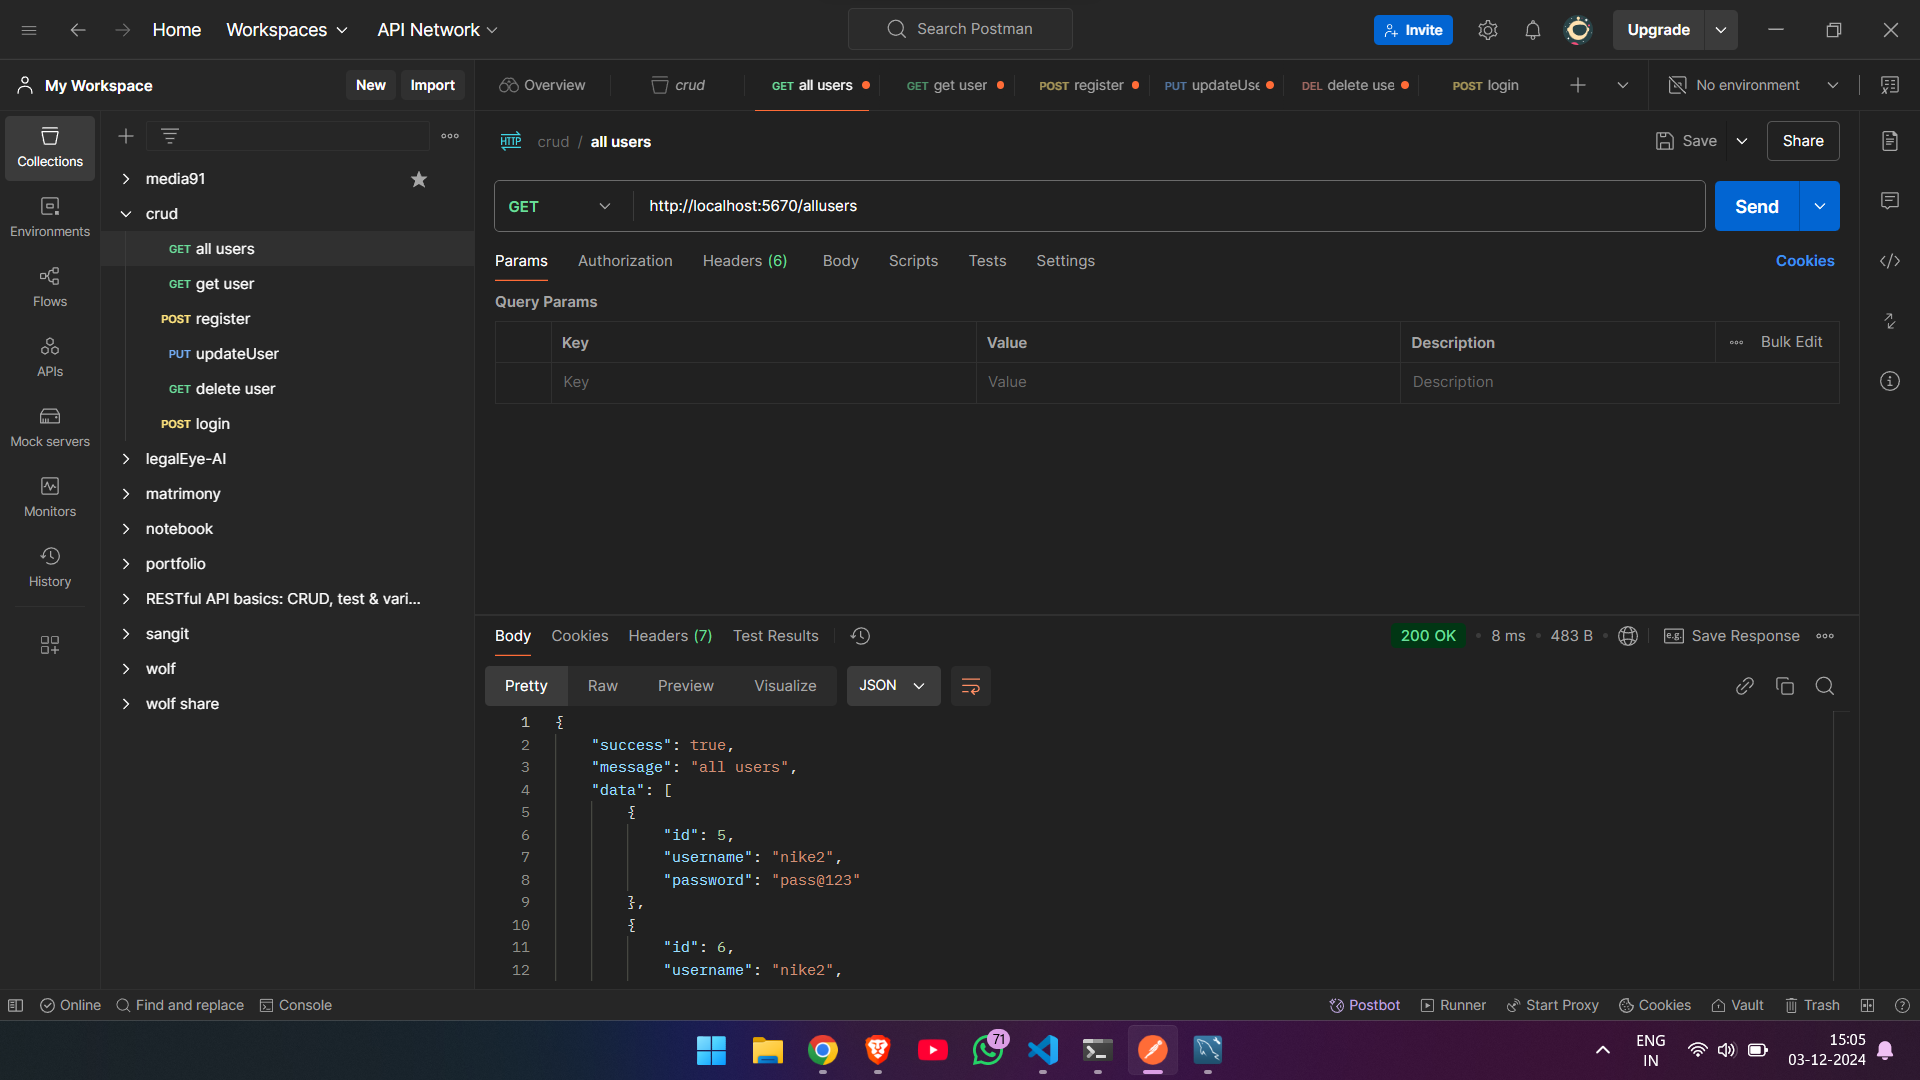 Home Workspaces API Network Search Postman Invite Upgrade
My Workspace New Import Overview crud GET all users GET get user POST register PUT updateUse DEL delete use POST login No environment
Collections
Environments
Flows
APIs
Mock servers
Monitors
History
media91
crud
GET all users
GET get user
POST register
PUT updateUser
GET delete user
POST login
legalEye-AI
matrimony
notebook
portfolio
RESTful API basics: CRUD, test & vari...
sangit
wolf
wolf share
HTTP crud / all users Save Share
GET http://localhost:5670/allusers Send
Params Authorization Headers (6) Body Scripts Tests Settings Cookies
Query Params
Key Value Description Bulk Edit
Key Value Description
Body Cookies Headers (7) Test Results 200 OK 8 ms 483 B e.g. Save Response
Pretty Raw Preview Visualize JSON
1 {
2 "success": true,
3 "message": "all users",
4 "data": [
5 {
6 "id": 5,
7 "username": "nike2",
8 "password": "pass@123"
9 },
10 {
11 "id": 6,
12 "username": "nike2",
Online Find and replace Console Postbot Runner Start Proxy Cookies Vault Trash
71
ENG
IN
15:05
03-12-2024